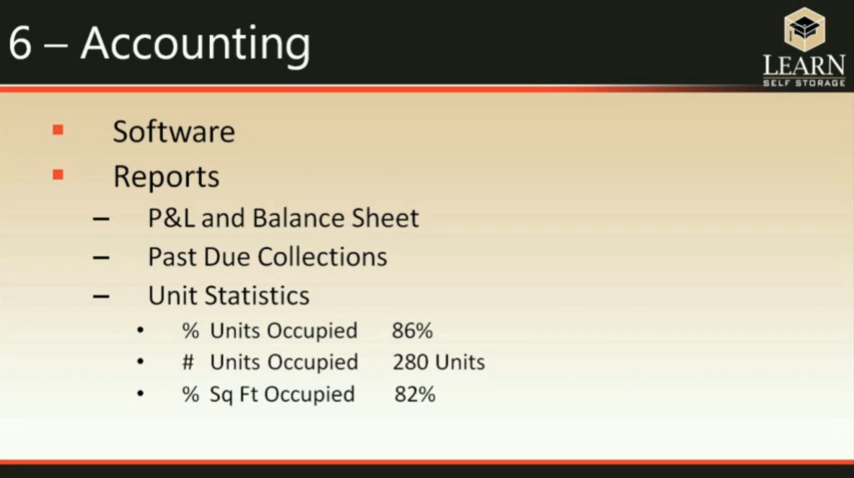 6 – Accounting
LEARN
SELF STORAGE
▪ Software
▪ Reports
– P&L and Balance Sheet
– Past Due Collections
– Unit Statistics
• % Units Occupied 86%
• # Units Occupied 280 Units
• % Sq Ft Occupied 82%